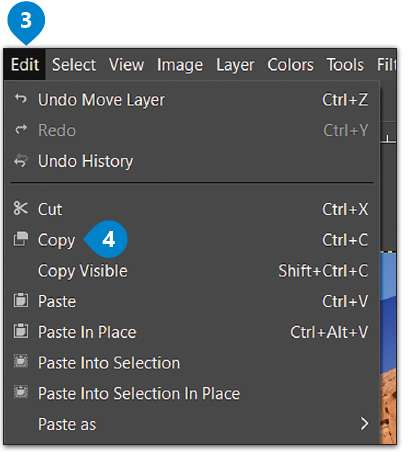 3
Edit Select View Image Layer Colors Tools Filt
Undo Move Layer Ctrl+Z
Redo Ctrl+Y
Undo History
Cut Ctrl+X
Copy 4 Ctrl+C
Copy Visible Shift+Ctrl+C
Paste Ctrl+V
Paste In Place Ctrl+Alt+V
Paste Into Selection
Paste Into Selection In Place
Paste as